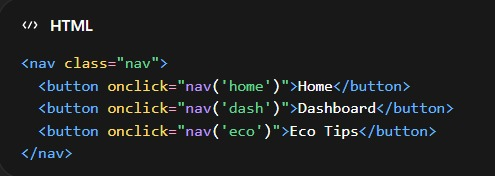 </> HTML
<nav class="nav">
  <button onclick="nav('home')">Home</button>
  <button onclick="nav('dash')">Dashboard</button>
  <button onclick="nav('eco')">Eco Tips</button>
</nav>